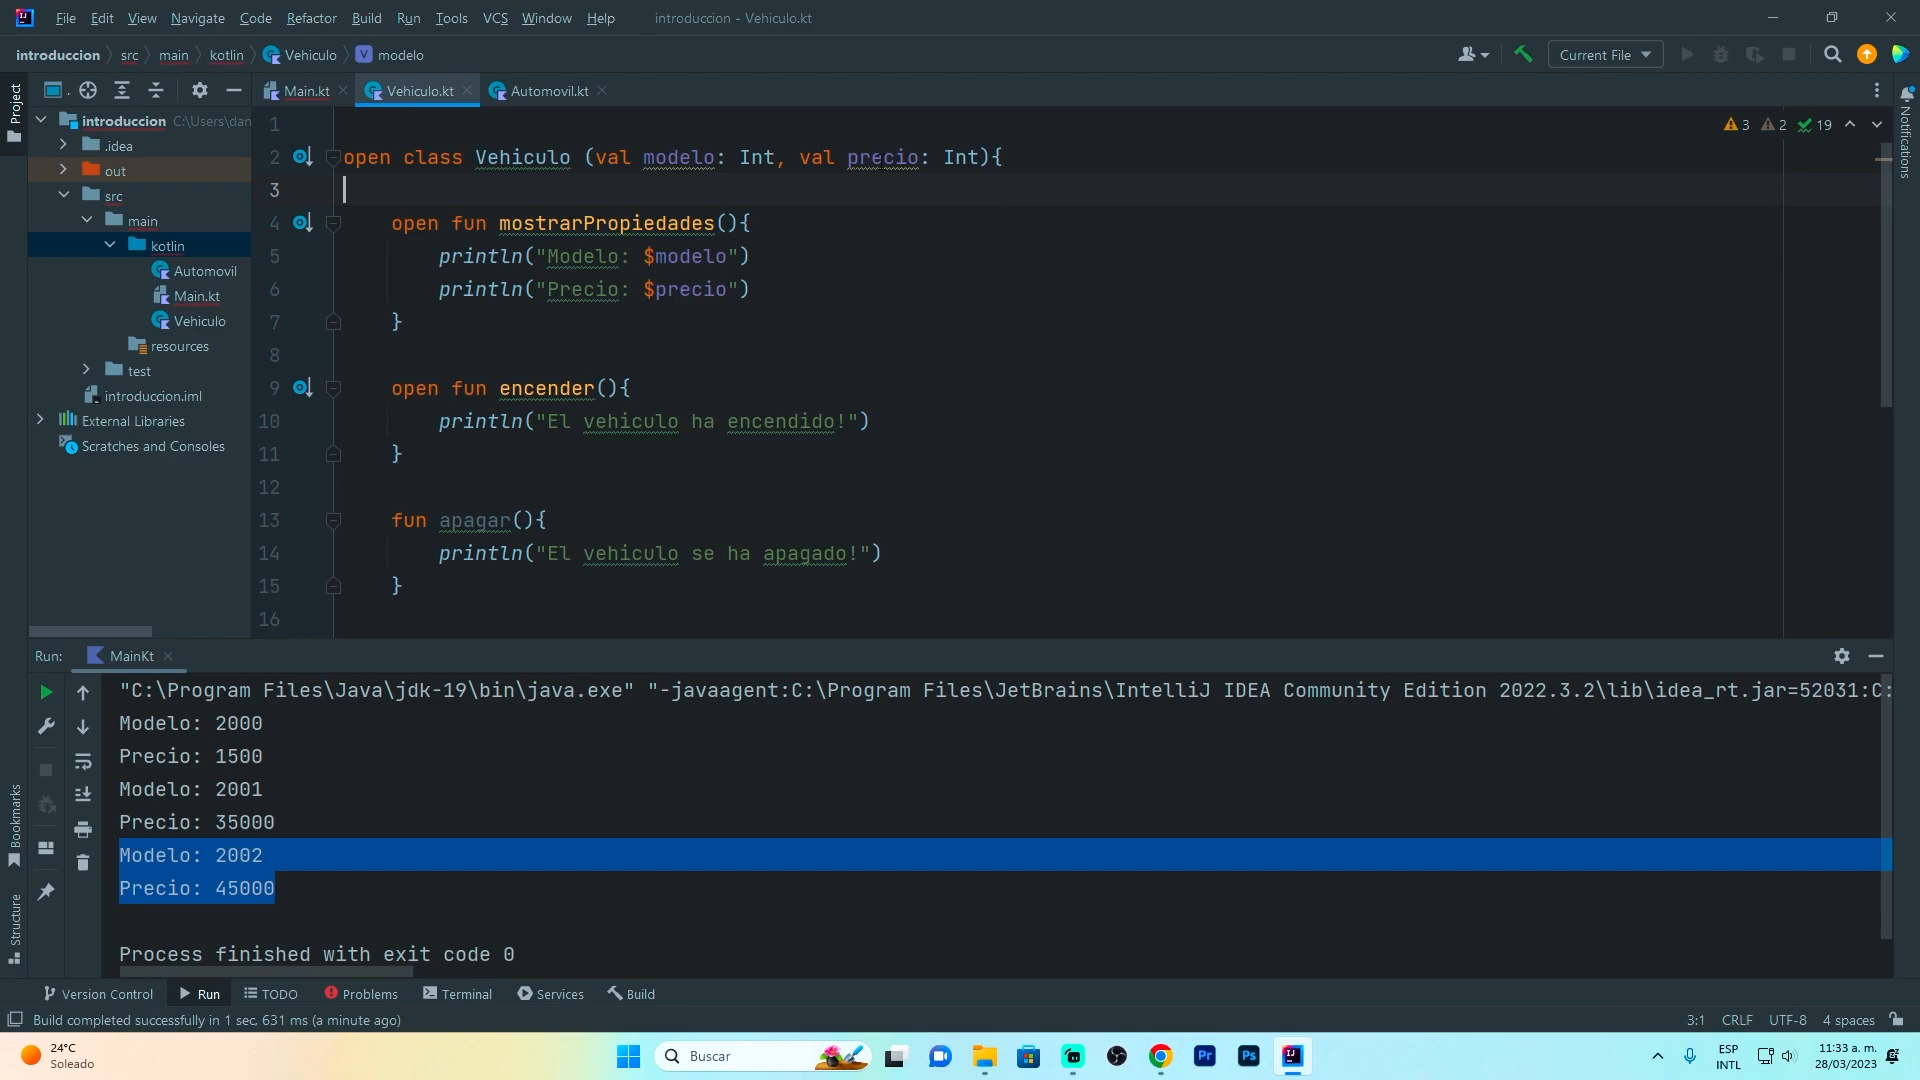 File Edit View Navigate Code Refactor Build Run Tools VCS Window Help introduccion - Vehiculo.kt
introduccion src main kotlin Vehiculo modelo Current File
Project
Main.kt Vehiculo.kt Automovil.kt
introduccion C:\Users\dan
.idea
out
src
main
kotlin
Automovil
Main.kt
Vehiculo
resources
test
introduccion.iml
External Libraries
Scratches and Consoles
3 2 19
1
2 open class Vehiculo (val modelo: Int, val precio: Int){
3
4 open fun mostrarPropiedades(){
5 println("Modelo: $modelo")
6 println("Precio: $precio")
7 }
8
9 open fun encender(){
10 println("El vehiculo ha encendido!")
11 }
12
13 fun apagar(){
14 println("El vehiculo se ha apagado!")
15 }
16
Notifications
Run: MainKt
"C:\Program Files\Java\jdk-19\bin\java.exe" "-javaagent:C:\Program Files\JetBrains\IntelliJ IDEA Community Edition 2022.3.2\lib\idea_rt.jar=52031:C:
Modelo: 2000
Precio: 1500
Modelo: 2001
Precio: 35000
Modelo: 2002
Precio: 45000
Process finished with exit code 0
Bookmarks
Structure
Version Control Run TODO Problems Terminal Services Build
Build completed successfully in 1 sec, 631 ms (a minute ago) 3:1 CRLF UTF-8 4 spaces
24°C
Soleado
Buscar
Pr Ps
ESP
INTL
11:33 a. m.
28/03/2023